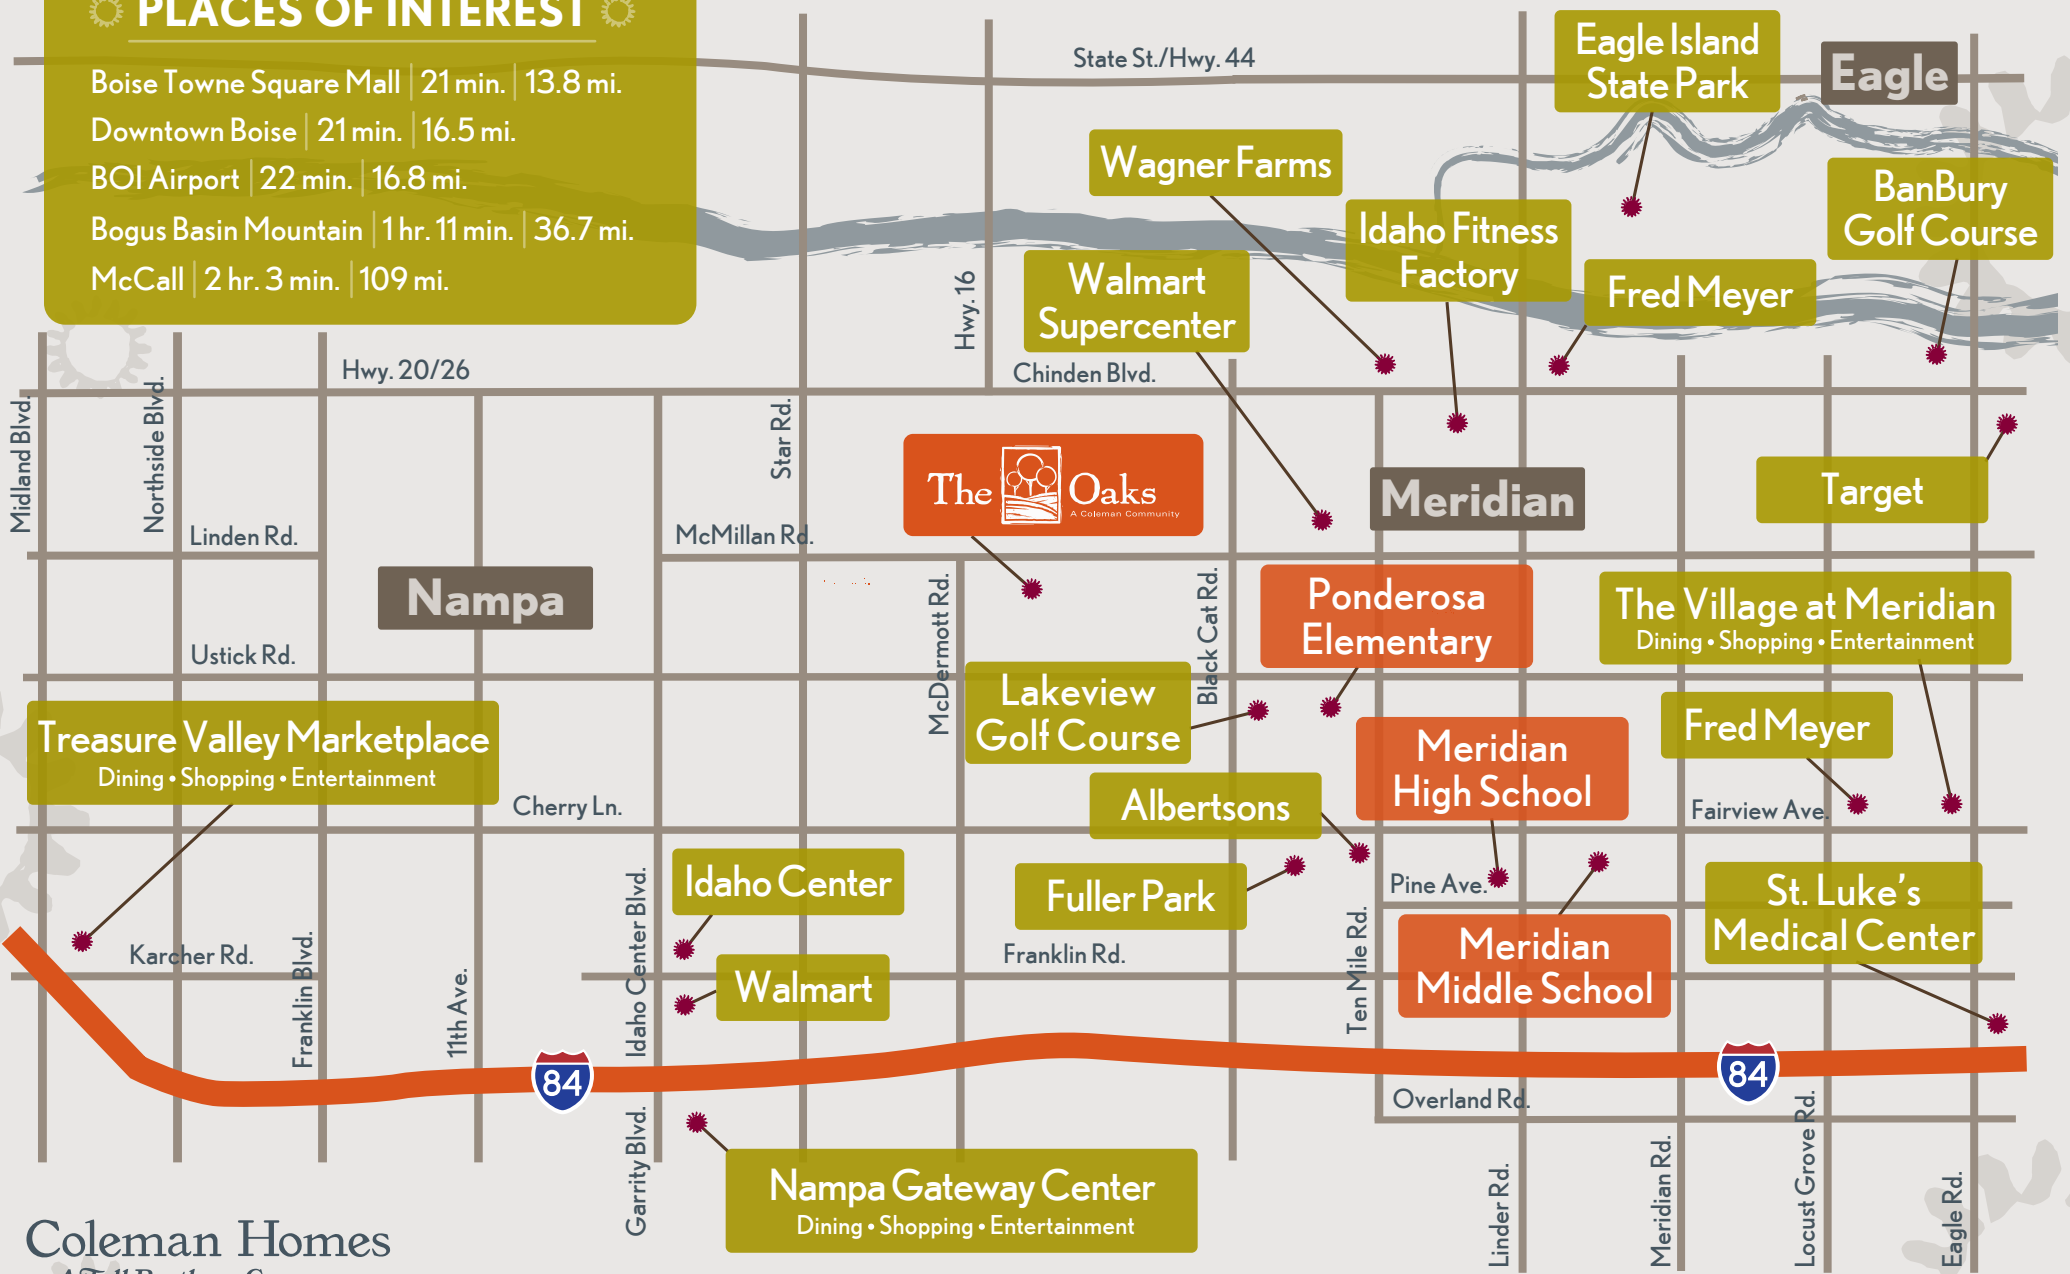 PLACES OF INTEREST
Boise Towne Square Mall | 21 min. | 13.8 mi.
Downtown Boise | 21 min. | 16.5 mi.
BOI Airport | 22 min. | 16.8 mi.
Bogus Basin Mountain | 1 hr. 11 min. | 36.7 mi.
McCall | 2 hr. 3 min. | 109 mi.
State St./Hwy. 44
Eagle Island
State Park
Eagle
Wagner Farms
BanBury
Golf Course
Idaho Fitness
Factory
Walmart
Supercenter
Fred Meyer
Hwy. 16
Hwy. 20/26
Chinden Blvd.
Midland Blvd.
Northside Blvd.
Star Rd.
The Oaks
A Coleman Community
Meridian
Target
Linden Rd.
McMillan Rd.
Nampa
McDermott Rd.
Black Cat Rd.
Ponderosa
Elementary
The Village at Meridian
Dining • Shopping • Entertainment
Ustick Rd.
Lakeview
Golf Course
Treasure Valley Marketplace
Dining • Shopping • Entertainment
Meridian
High School
Fred Meyer
Cherry Ln.
Albertsons
Fairview Ave.
Idaho Center
Fuller Park
Pine Ave.
St. Luke's
Medical Center
Karcher Rd.
Franklin Blvd.
11th Ave.
Idaho Center Blvd.
Walmart
Franklin Rd.
Ten Mile Rd.
Meridian
Middle School
84
84
Overland Rd.
Garrity Blvd.
Nampa Gateway Center
Dining • Shopping • Entertainment
Linder Rd.
Meridian Rd.
Locust Grove Rd.
Eagle Rd.
Coleman Homes